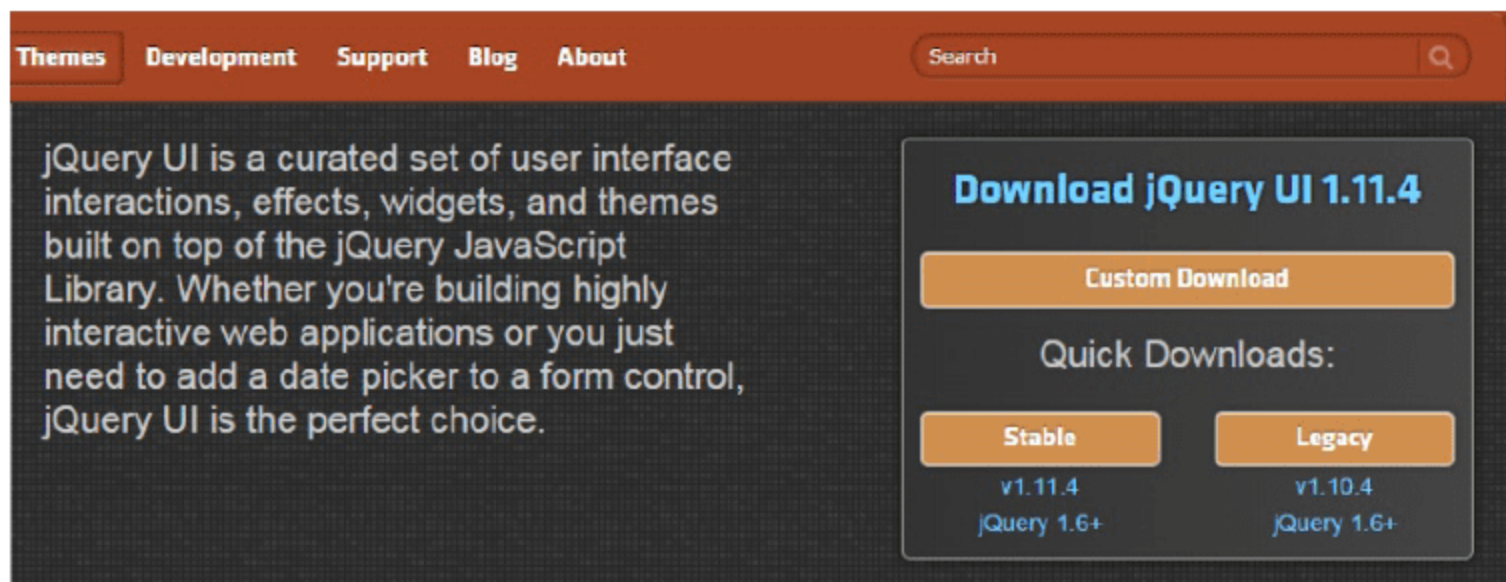 Themes Development Support Blog About Search
jQuery UI is a curated set of user interface
interactions, effects, widgets, and themes
built on top of the jQuery JavaScript
Library. Whether you're building highly
interactive web applications or you just
need to add a date picker to a form control,
jQuery UI is the perfect choice.
Download jQuery UI 1.11.4
Custom Download
Quick Downloads:
Stable Legacy
v1.11.4 v1.10.4
jQuery 1.6+ jQuery 1.6+